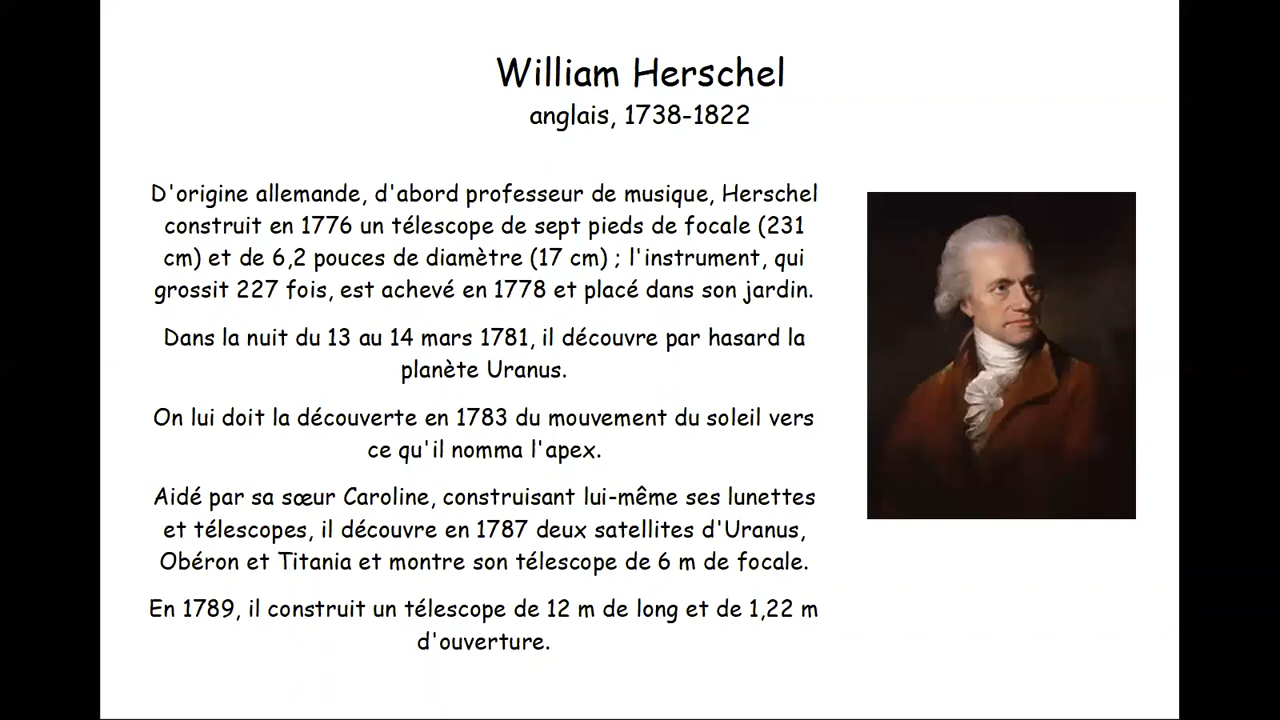 William Herschel
anglais, 1738-1822
D'origine allemande, d'abord professeur de musique, Herschel
construit en 1776 un télescope de sept pieds de focale (231
cm) et de 6,2 pouces de diamètre (17 cm) ; l'instrument, qui
grossit 227 fois, est achevé en 1778 et placé dans son jardin.
Dans la nuit du 13 au 14 mars 1781, il découvre par hasard la
planète Uranus.
On lui doit la découverte en 1783 du mouvement du soleil vers
ce qu'il nomma l'apex.
Aidé par sa sœur Caroline, construisant lui-même ses lunettes
et télescopes, il découvre en 1787 deux satellites d'Uranus,
Obéron et Titania et montre son télescope de 6 m de focale.
En 1789, il construit un télescope de 12 m de long et de 1,22 m
d'ouverture.